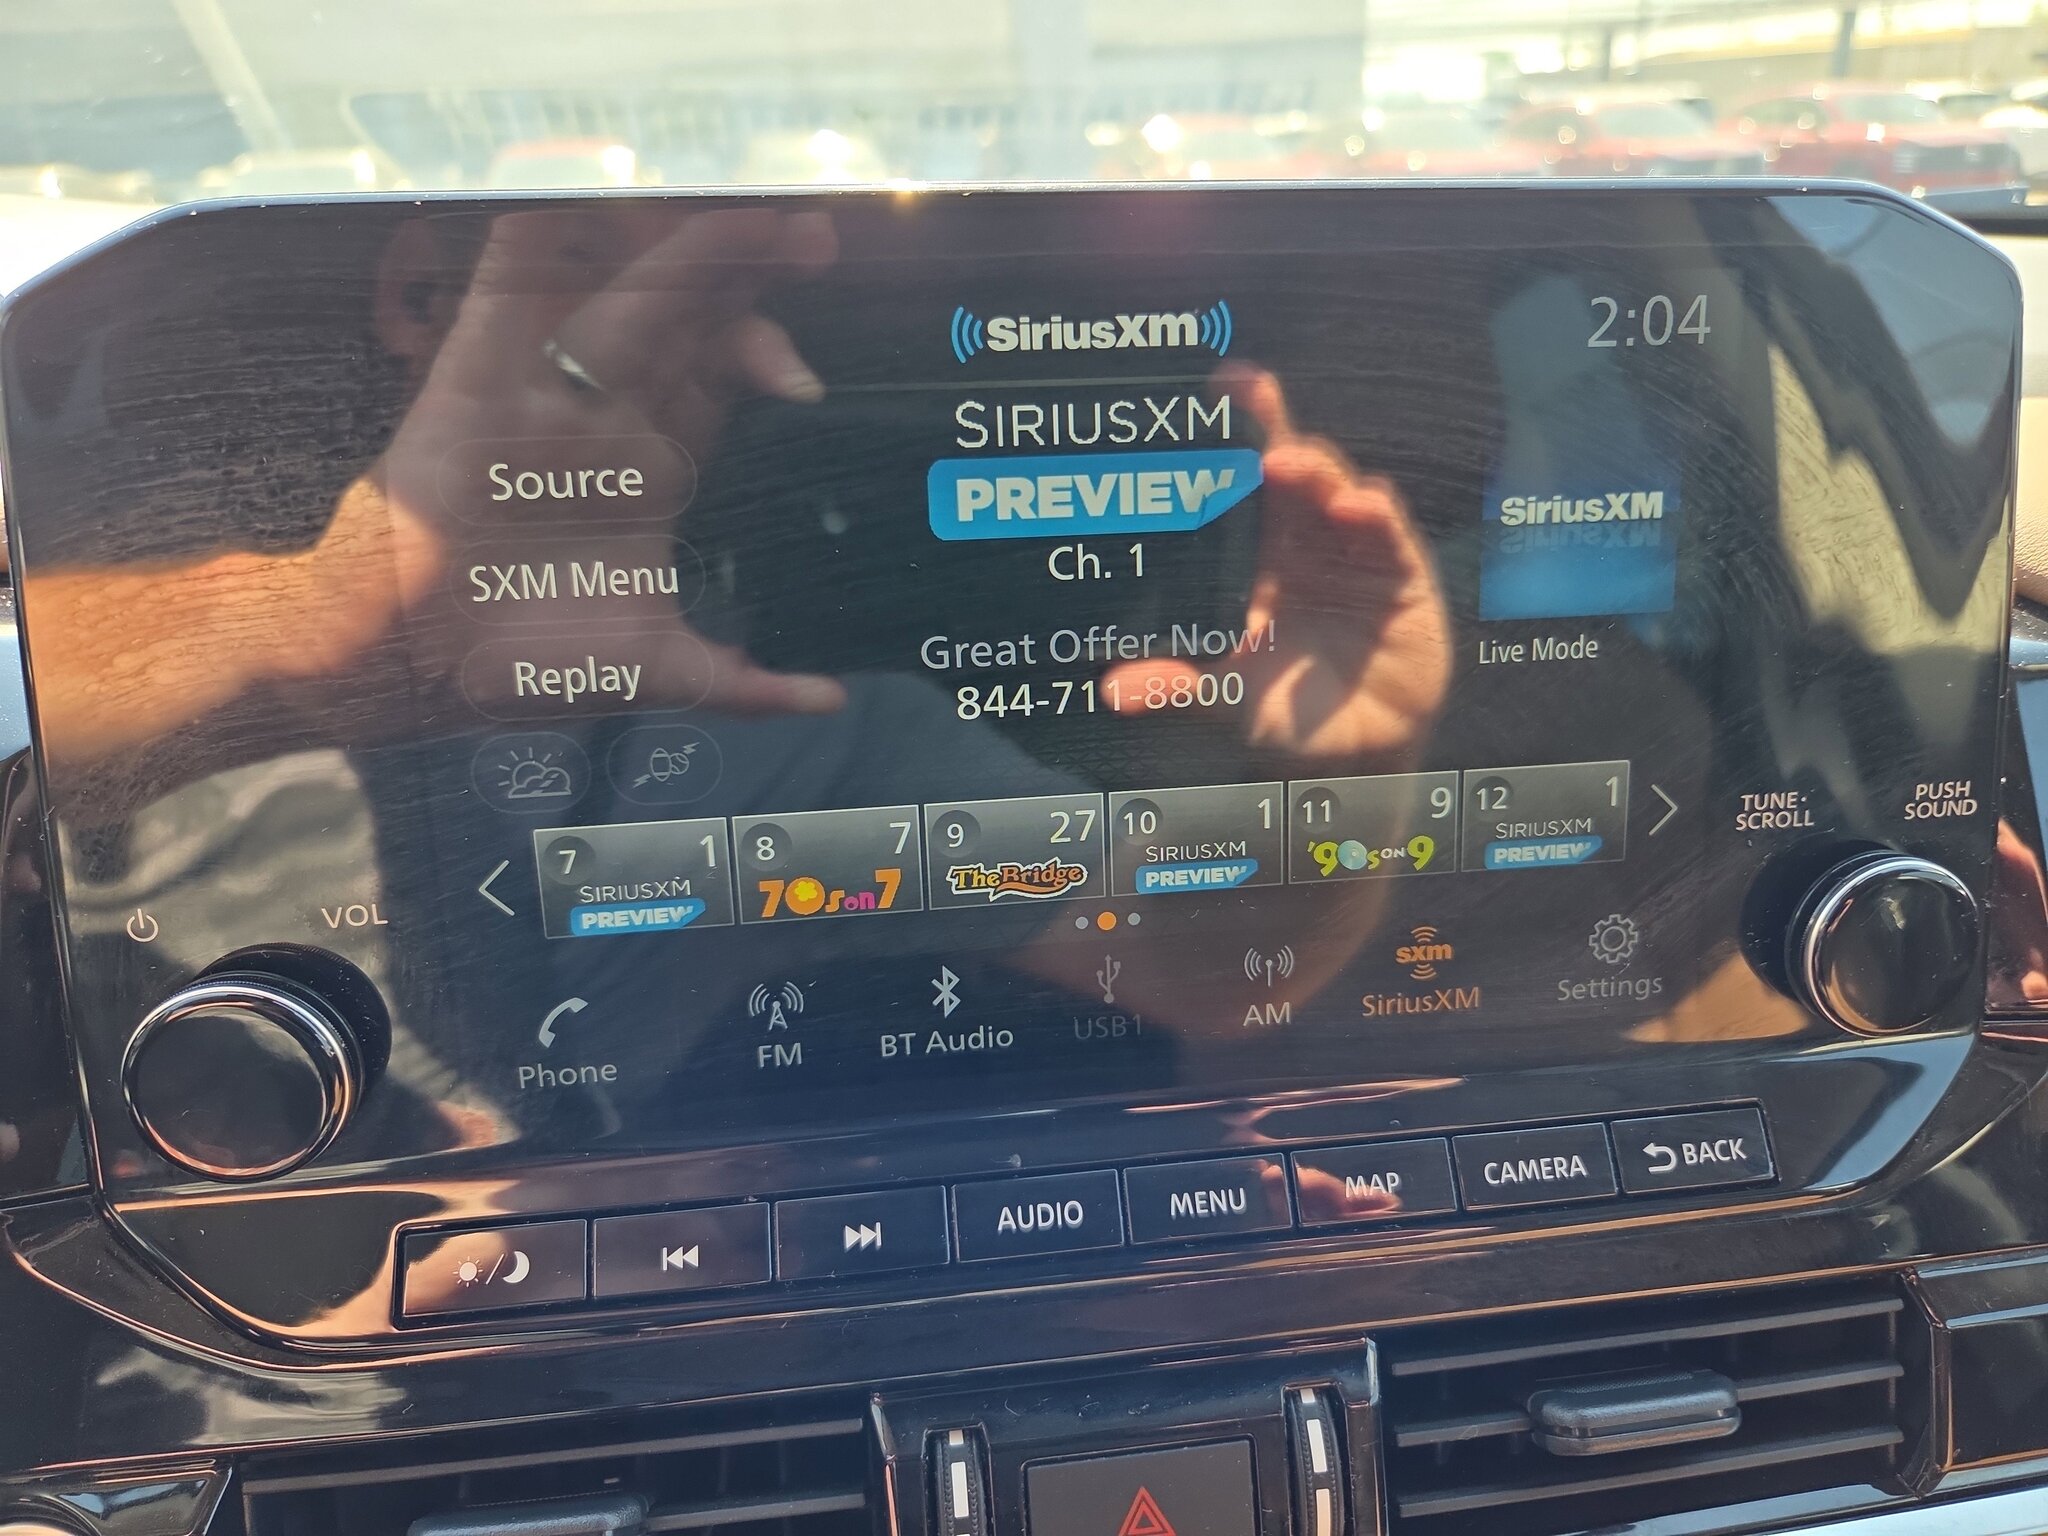 SiriusXm
2:04
SIRIUSXM
PREVIEW
Ch. 1
Great Offer Now!
844-711-8800
Source
SXM Menu
Replay
SiriusXM
Live Mode
7 1
SIRIUSXM
PREVIEW
8 7
70s on 7
9 27
The Bridge
10 1
SIRIUSXM
PREVIEW
11 9
'90s ON 9
12 1
SIRIUSXM
PREVIEW
VOL
TUNE•
SCROLL
PUSH
SOUND
Phone
FM
BT Audio
USB1
AM
sxm
SiriusXM
Settings
AUDIO
MENU
MAP
CAMERA
BACK